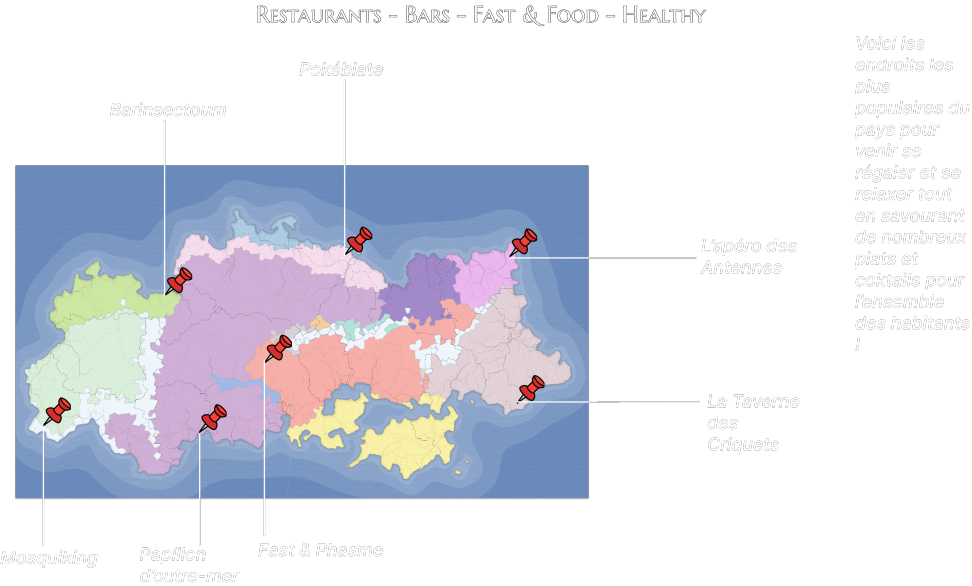 Restaurants - Bars - Fast & Food - Healthy
Voici les
endroits les
plus
populaires du
pays pour
venir se
régaler et se
relaxer tout
en savourant
de nombreux
plats et
coktails pour
l'ensemble
des habitants
!
Pokéblate
Barinsectoum
L'apéro des
Antennes
La Taverne
des
Criquets
Mosquiking
Papillon
d'outre-mer
Fast & Phasme